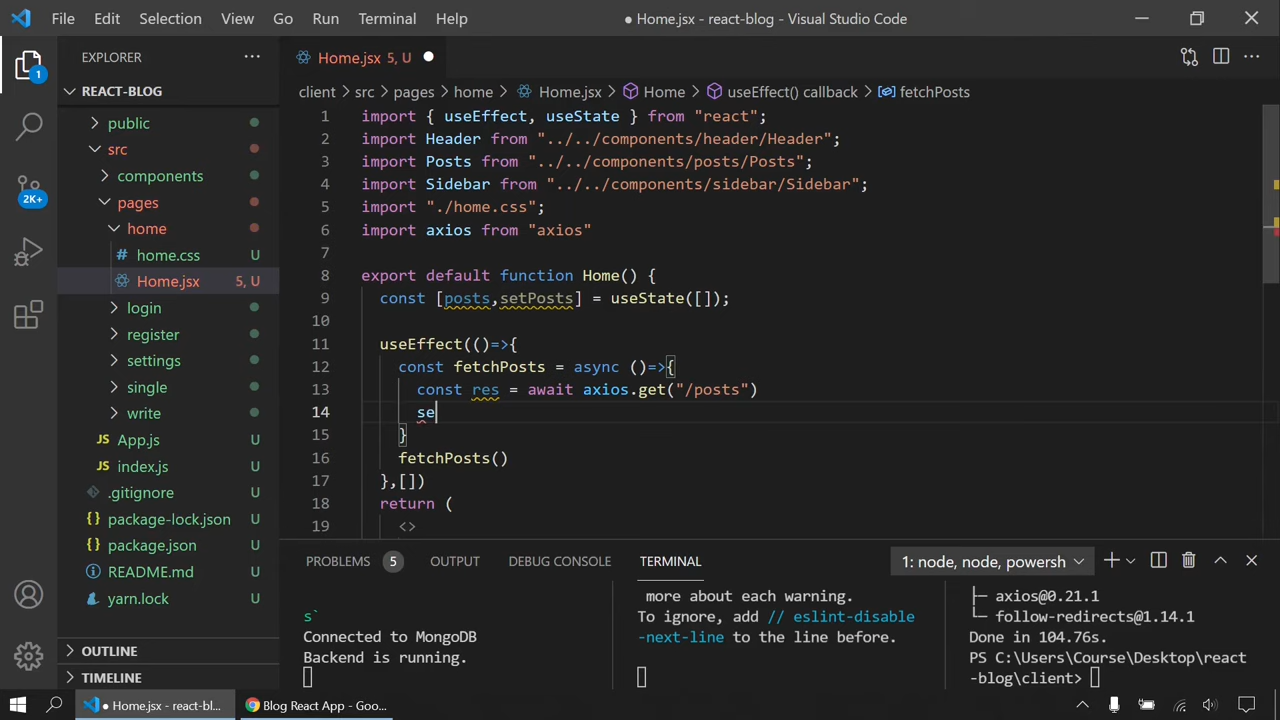 File Edit Selection View Go Run Terminal Help
● Home.jsx - react-blog - Visual Studio Code
EXPLORER
REACT-BLOG
public
src
components
pages
home
# home.css U
Home.jsx 5, U
login
register
settings
single
write
JS App.js U
JS index.js U
.gitignore U
{} package-lock.json U
{} package.json U
README.md U
yarn.lock U
OUTLINE
TIMELINE
1
2K+
Home.jsx 5, U
client > src > pages > home > Home.jsx > Home > useEffect() callback > fetchPosts
1 import { useEffect, useState } from "react";
2 import Header from "../../components/header/Header";
3 import Posts from "../../components/posts/Posts";
4 import Sidebar from "../../components/sidebar/Sidebar";
5 import "./home.css";
6 import axios from "axios"
7
8 export default function Home() {
9 const [posts,setPosts] = useState([]);
10
11 useEffect(()=>{
12 const fetchPosts = async ()=>{
13 const res = await axios.get("/posts")
14 se
15 }
16 fetchPosts()
17 },[])
18 return (
19 <>
PROBLEMS 5 OUTPUT DEBUG CONSOLE TERMINAL
1: node, node, powersh
s`
Connected to MongoDB
Backend is running.
more about each warning.
To ignore, add // eslint-disable
-next-line to the line before.
├─ axios@0.21.1
└─ follow-redirects@1.14.1
Done in 104.76s.
PS C:\Users\Course\Desktop\react
-blog\client>
● Home.jsx - react-bl...
Blog React App - Goo...